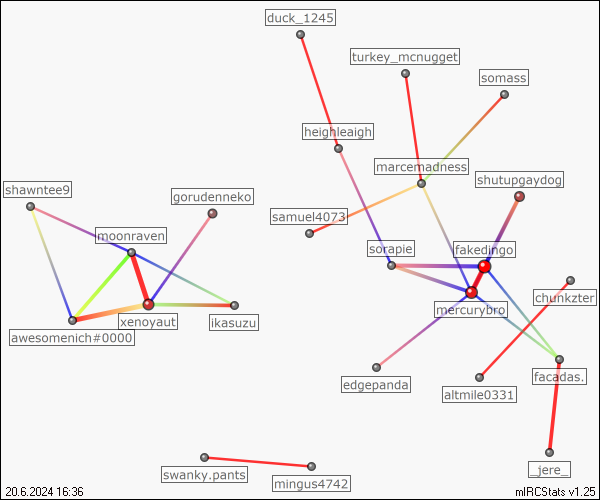 duck_1245
turkey_mcnugget
somass
heighleaigh
marcemadness
shutupgaydog
shawntee9
gorudenneko
samuel4073
moonraven
sorapie
fakedingo
chunkzter
mercurybro
xenoyaut
ikasuzu
awesomenich#0000
edgepanda
altmile0331
facadas.
swanky.pants
mingus4742
_jere_
20.6.2024 16:36
mIRCStats v1.25